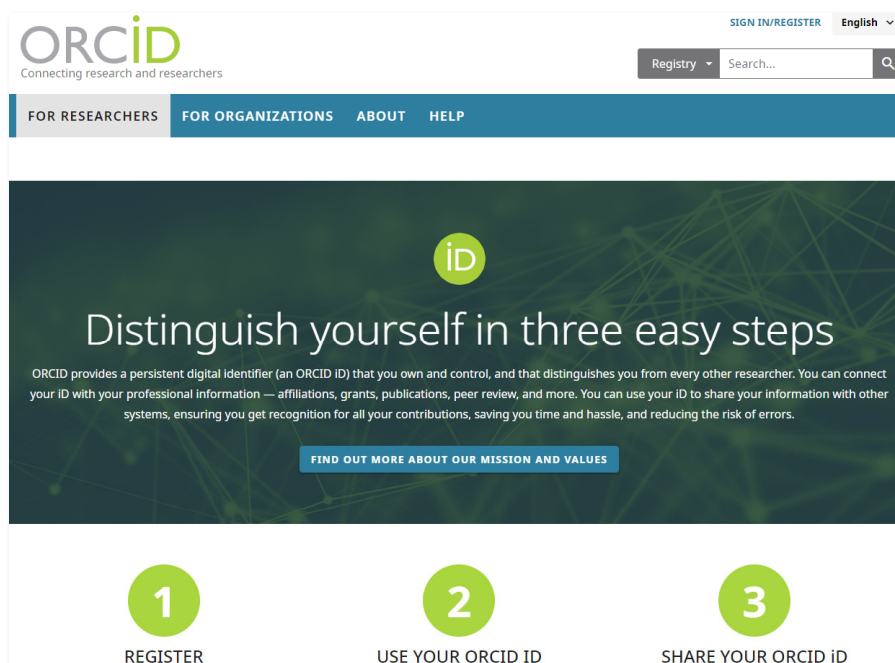 SIGN IN/REGISTER English
ORCiD
Connecting research and researchers
Registry Search...
FOR RESEARCHERS FOR ORGANIZATIONS ABOUT HELP
iD
Distinguish yourself in three easy steps
ORCID provides a persistent digital identifier (an ORCID iD) that you own and control, and that distinguishes you from every other researcher. You can connect
your iD with your professional information — affiliations, grants, publications, peer review, and more. You can use your iD to share your information with other
systems, ensuring you get recognition for all your contributions, saving you time and hassle, and reducing the risk of errors.
FIND OUT MORE ABOUT OUR MISSION AND VALUES
1 2 3
REGISTER USE YOUR ORCID ID SHARE YOUR ORCID iD